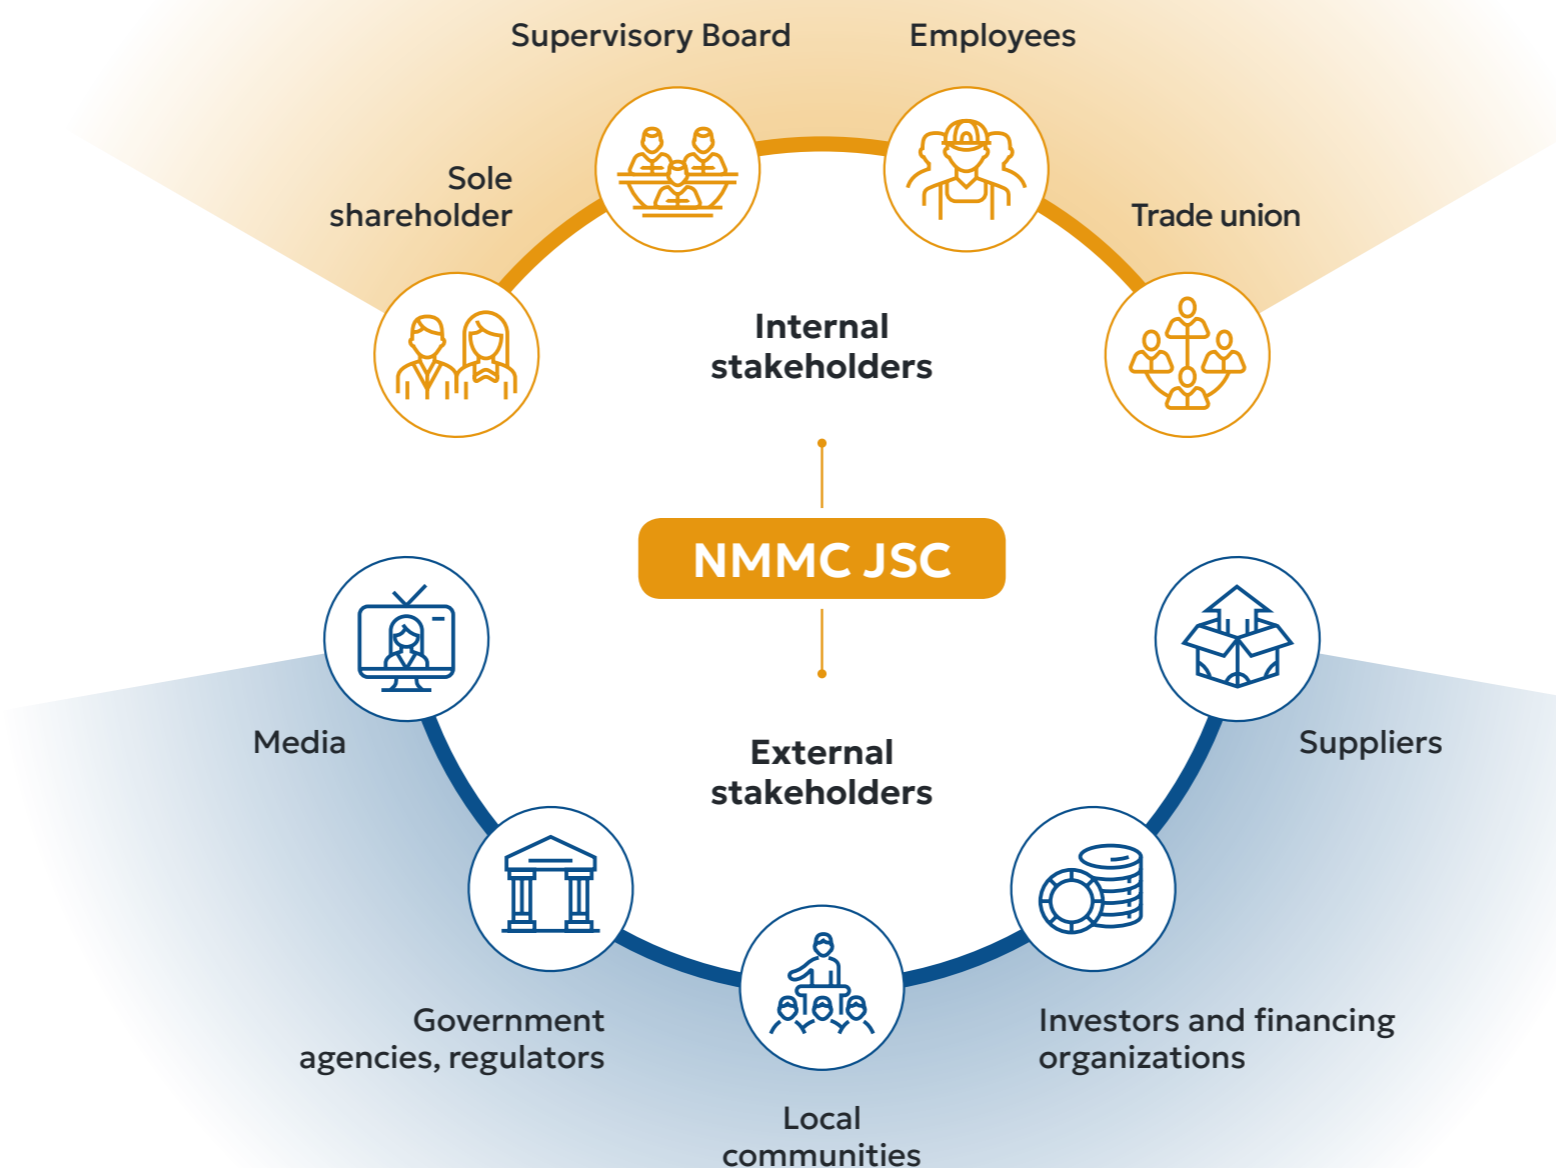 Supervisory Board
Employees
Sole
shareholder
Trade union
Internal
stakeholders
NMMC JSC
External
stakeholders
Media
Suppliers
Government
agencies, regulators
Investors and financing
organizations
Local
communities